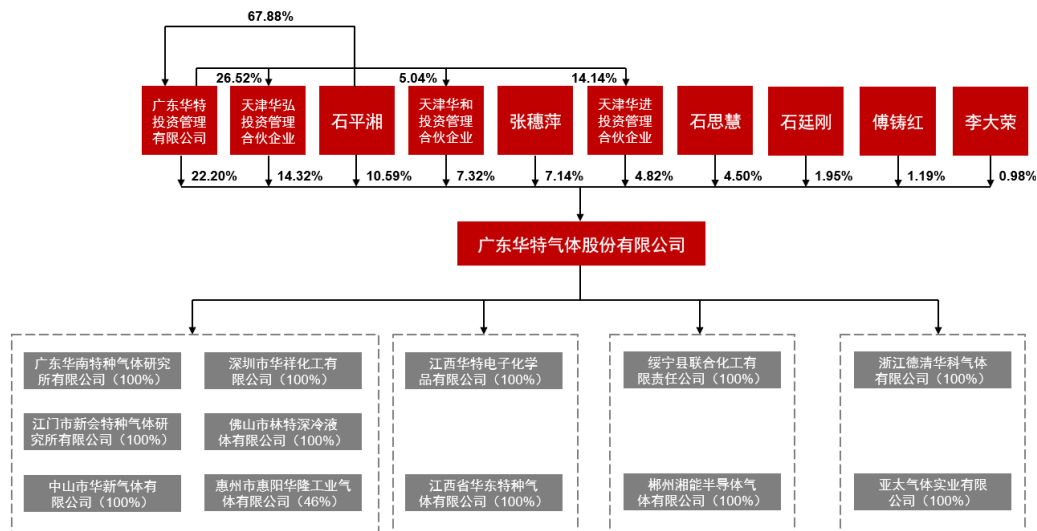 67.88%
26.52%
5.04%
14.14%
广东华特
投资管理
有限公司
天津华弘
投资管理
合伙企业
石平湘
天津华和
投资管理
合伙企业
张穗萍
天津华进
投资管理
合伙企业
石思慧
石廷刚
傅铸红
李大荣
22.20%
14.32%
10.59%
7.32%
7.14%
4.82%
4.50%
1.95%
1.19%
0.98%
广东华特气体股份有限公司
广东华南特种气体研究
所有限公司（100%）
深圳市华祥化工有
限公司（100%）
江西华特电子化学
品有限公司（100%）
绥宁县联合化工有
限责任公司（100%）
浙江德清华科气体
有限公司（100%）
江门市新会特种气体研
究所有限公司（100%）
佛山市林特深冷液
体有限公司（100%）
中山市华新气体有
限公司（100%）
惠州市惠阳华隆工业气
体有限公司（46%）
江西省华东特种气
体有限公司（100%）
郴州湘能半导体气
体有限公司（100%）
亚太气体实业有限
公司（100%）